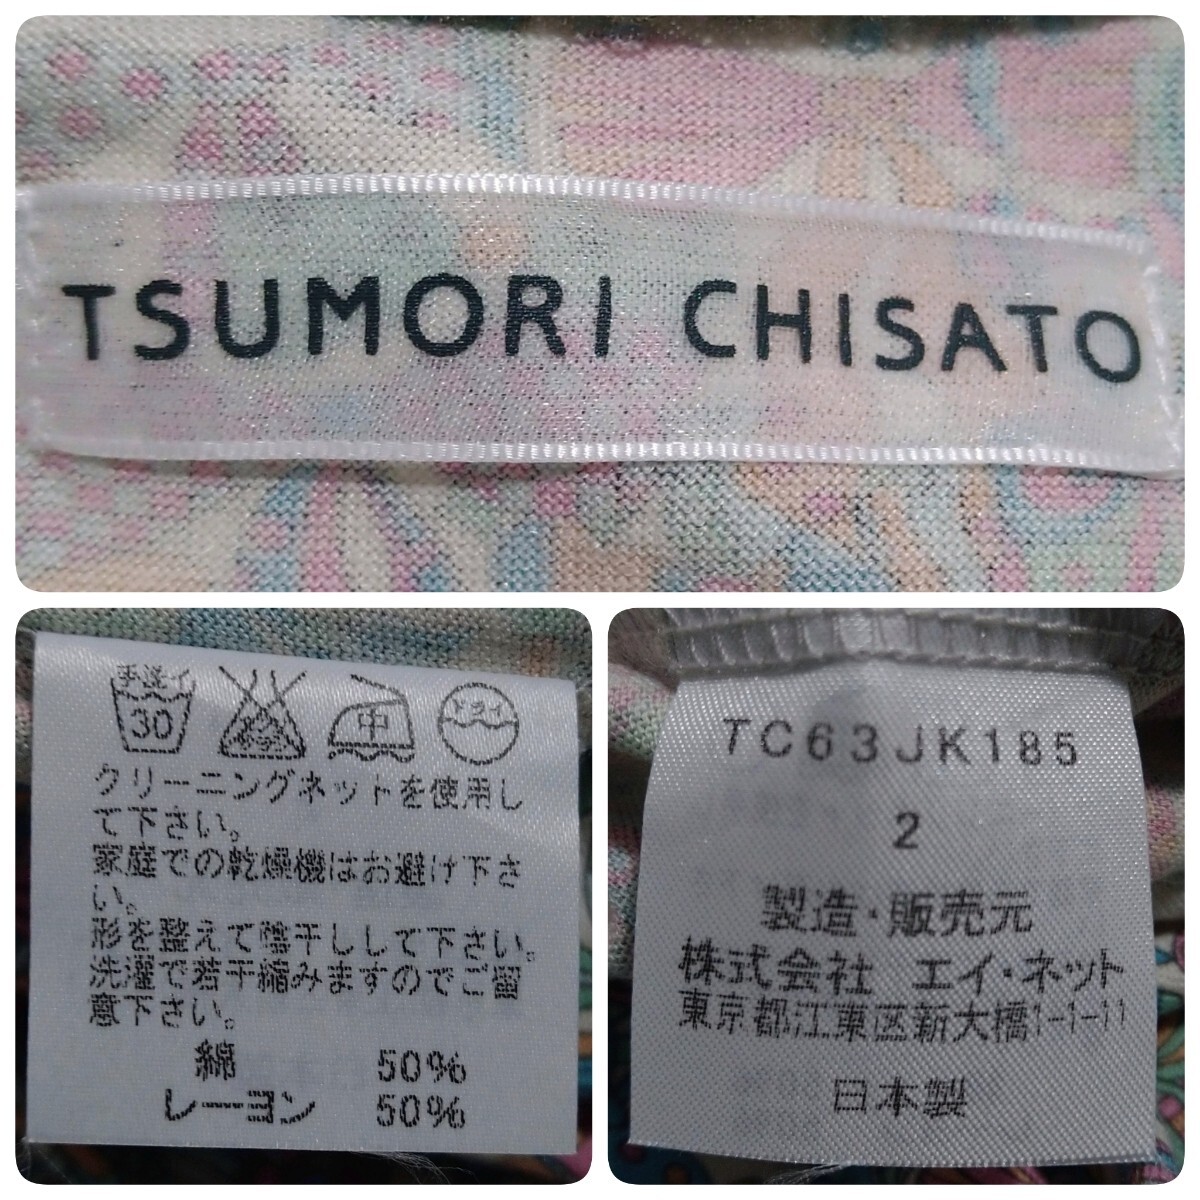 TSUMORI CHISATO
手洗イ
30
中
ドライ
クリーニングネットを使用し
て下さい。
家庭での乾燥機はお避け下さ
い。
形を整えて陰干しして下さい。
洗濯で若干縮みますのでご留
意下さい。
綿 50%
レーヨン 50%
TC63JK185
2
製造・販売元
株式会社 エイ・ネット
東京都江東区新大橋1-1-11
日本製